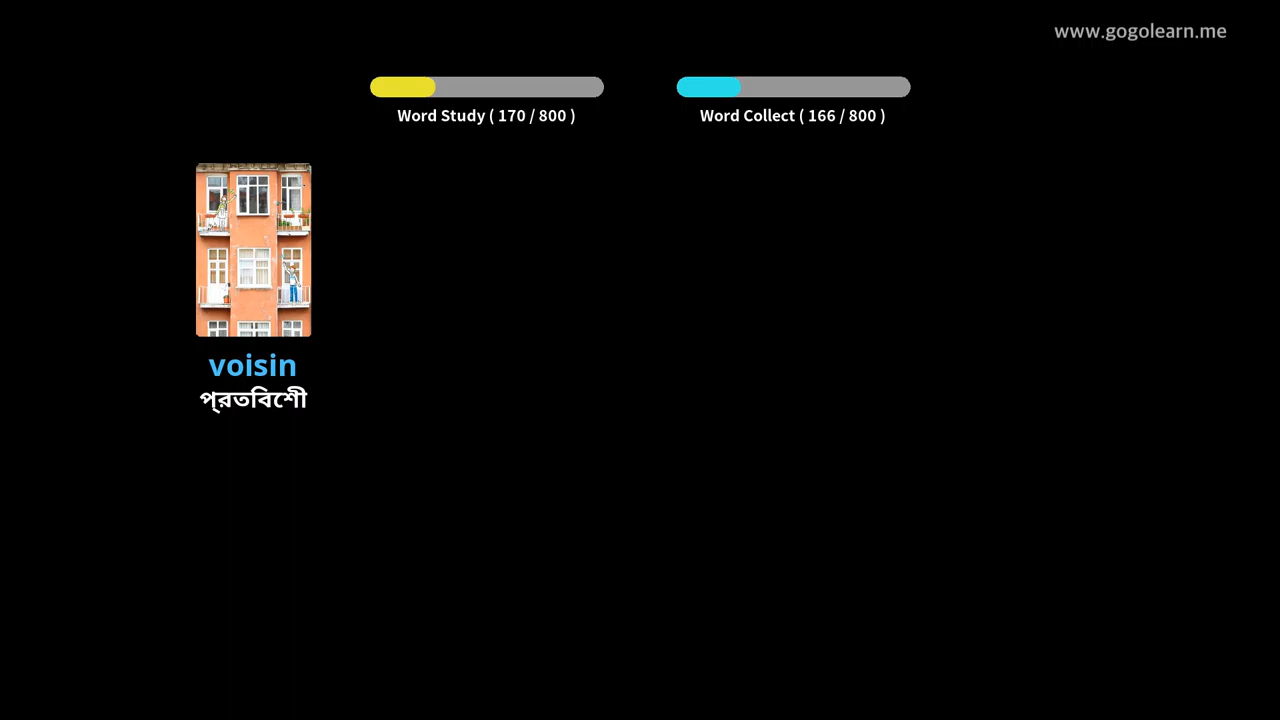 www.gogolearn.me
Word Study ( 170 / 800 )
Word Collect ( 166 / 800 )
voisin
প্রতিবেশী